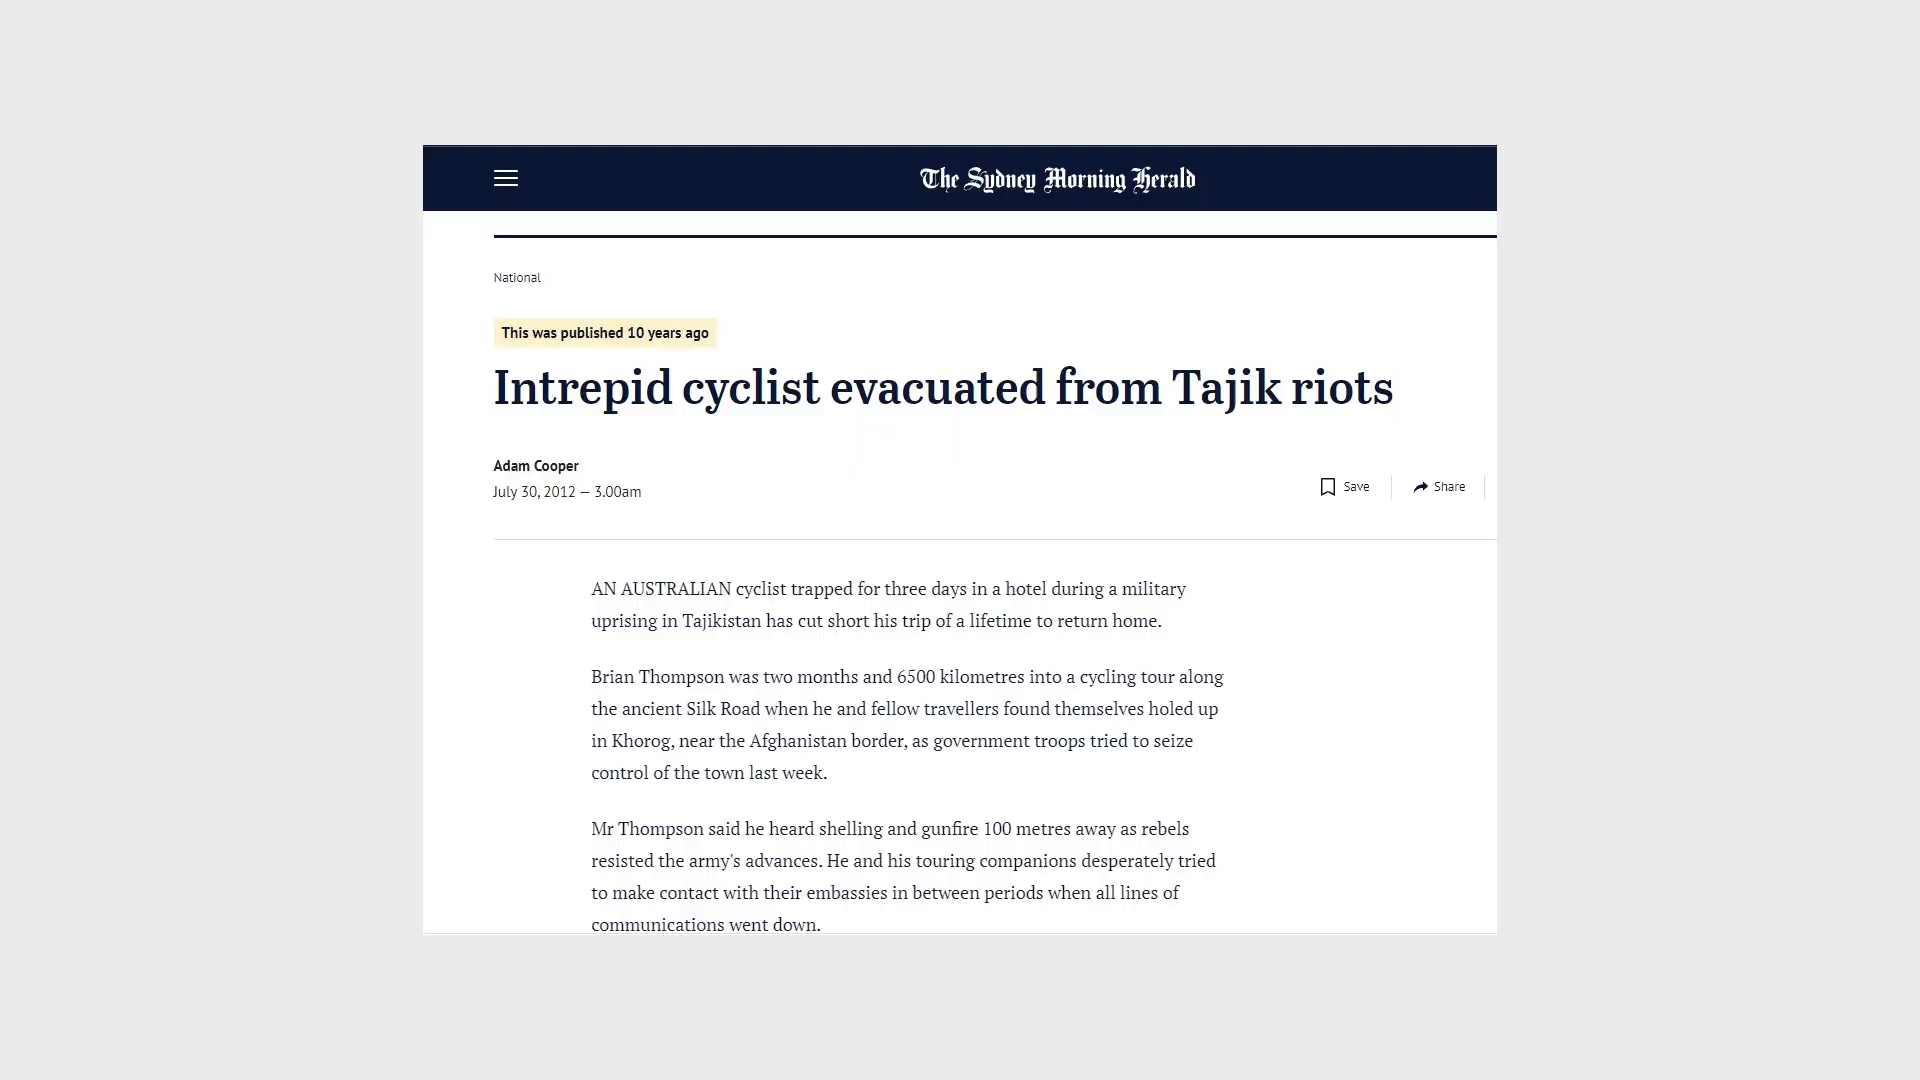 The Sydney Morning Herald
National
This was published 10 years ago
Intrepid cyclist evacuated from Tajik riots
Adam Cooper
July 30, 2012 — 3.00am
Save
Share
AN AUSTRALIAN cyclist trapped for three days in a hotel during a military
uprising in Tajikistan has cut short his trip of a lifetime to return home.
Brian Thompson was two months and 6500 kilometres into a cycling tour along
the ancient Silk Road when he and fellow travellers found themselves holed up
in Khorog, near the Afghanistan border, as government troops tried to seize
control of the town last week.
Mr Thompson said he heard shelling and gunfire 100 metres away as rebels
resisted the army's advances. He and his touring companions desperately tried
to make contact with their embassies in between periods when all lines of
communications went down.